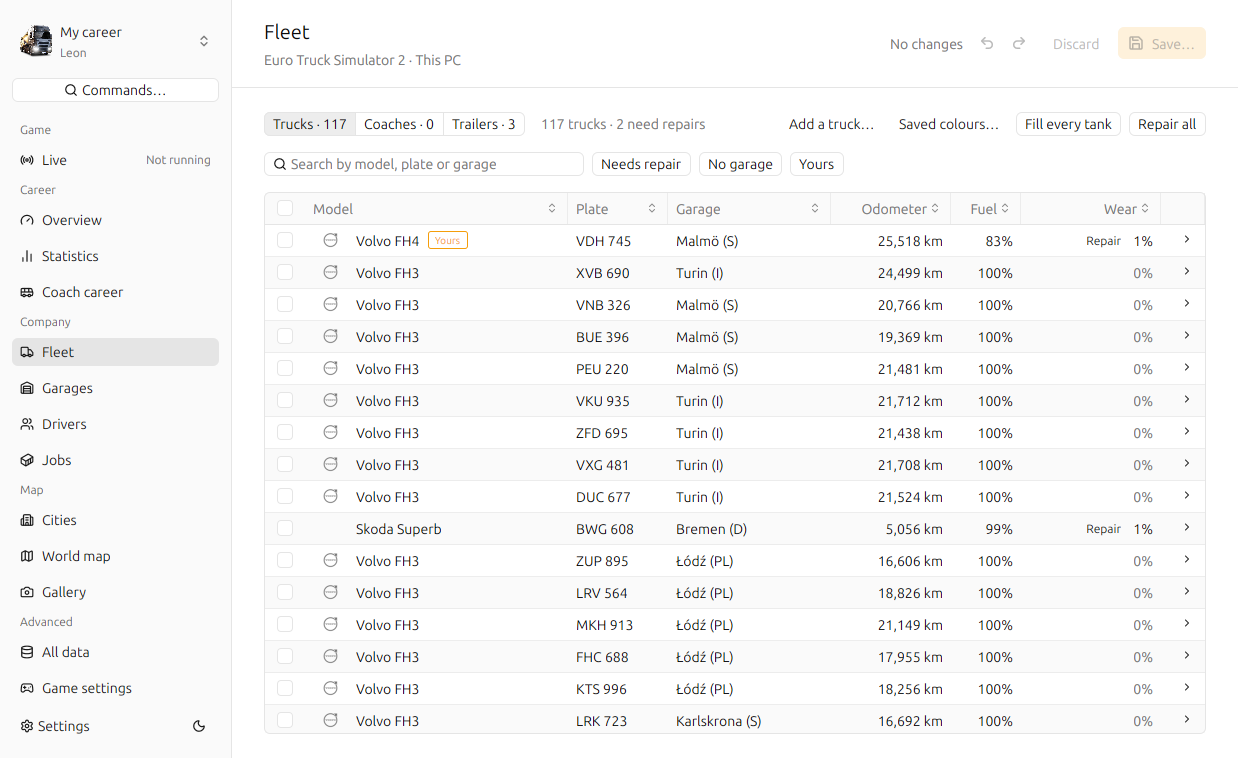 My career
Leon
Commands…
Game
Live Not running
Career
Overview
Statistics
Coach career
Company
Fleet
Garages
Drivers
Jobs
Map
Cities
World map
Gallery
Advanced
All data
Game settings
Settings
Fleet
Euro Truck Simulator 2 · This PC
No changes Discard Save…
Trucks · 117 Coaches · 0 Trailers · 3 117 trucks · 2 need repairs Add a truck… Saved colours… Fill every tank Repair all
Search by model, plate or garage Needs repair No garage Yours
Model Plate Garage Odometer Fuel Wear
Volvo FH4 Yours VDH 745 Malmö (S) 25,518 km 83% Repair 1%
Volvo FH3 XVB 690 Turin (I) 24,499 km 100% 0%
Volvo FH3 VNB 326 Malmö (S) 20,766 km 100% 0%
Volvo FH3 BUE 396 Malmö (S) 19,369 km 100% 0%
Volvo FH3 PEU 220 Malmö (S) 21,481 km 100% 0%
Volvo FH3 VKU 935 Turin (I) 21,712 km 100% 0%
Volvo FH3 ZFD 695 Turin (I) 21,438 km 100% 0%
Volvo FH3 VXG 481 Turin (I) 21,708 km 100% 0%
Volvo FH3 DUC 677 Turin (I) 21,524 km 100% 0%
Skoda Superb BWG 608 Bremen (D) 5,056 km 99% Repair 1%
Volvo FH3 ZUP 895 Łódź (PL) 16,606 km 100% 0%
Volvo FH3 LRV 564 Łódź (PL) 18,826 km 100% 0%
Volvo FH3 MKH 913 Łódź (PL) 21,149 km 100% 0%
Volvo FH3 FHC 688 Łódź (PL) 17,955 km 100% 0%
Volvo FH3 KTS 996 Łódź (PL) 18,256 km 100% 0%
Volvo FH3 LRK 723 Karlskrona (S) 16,692 km 100% 0%